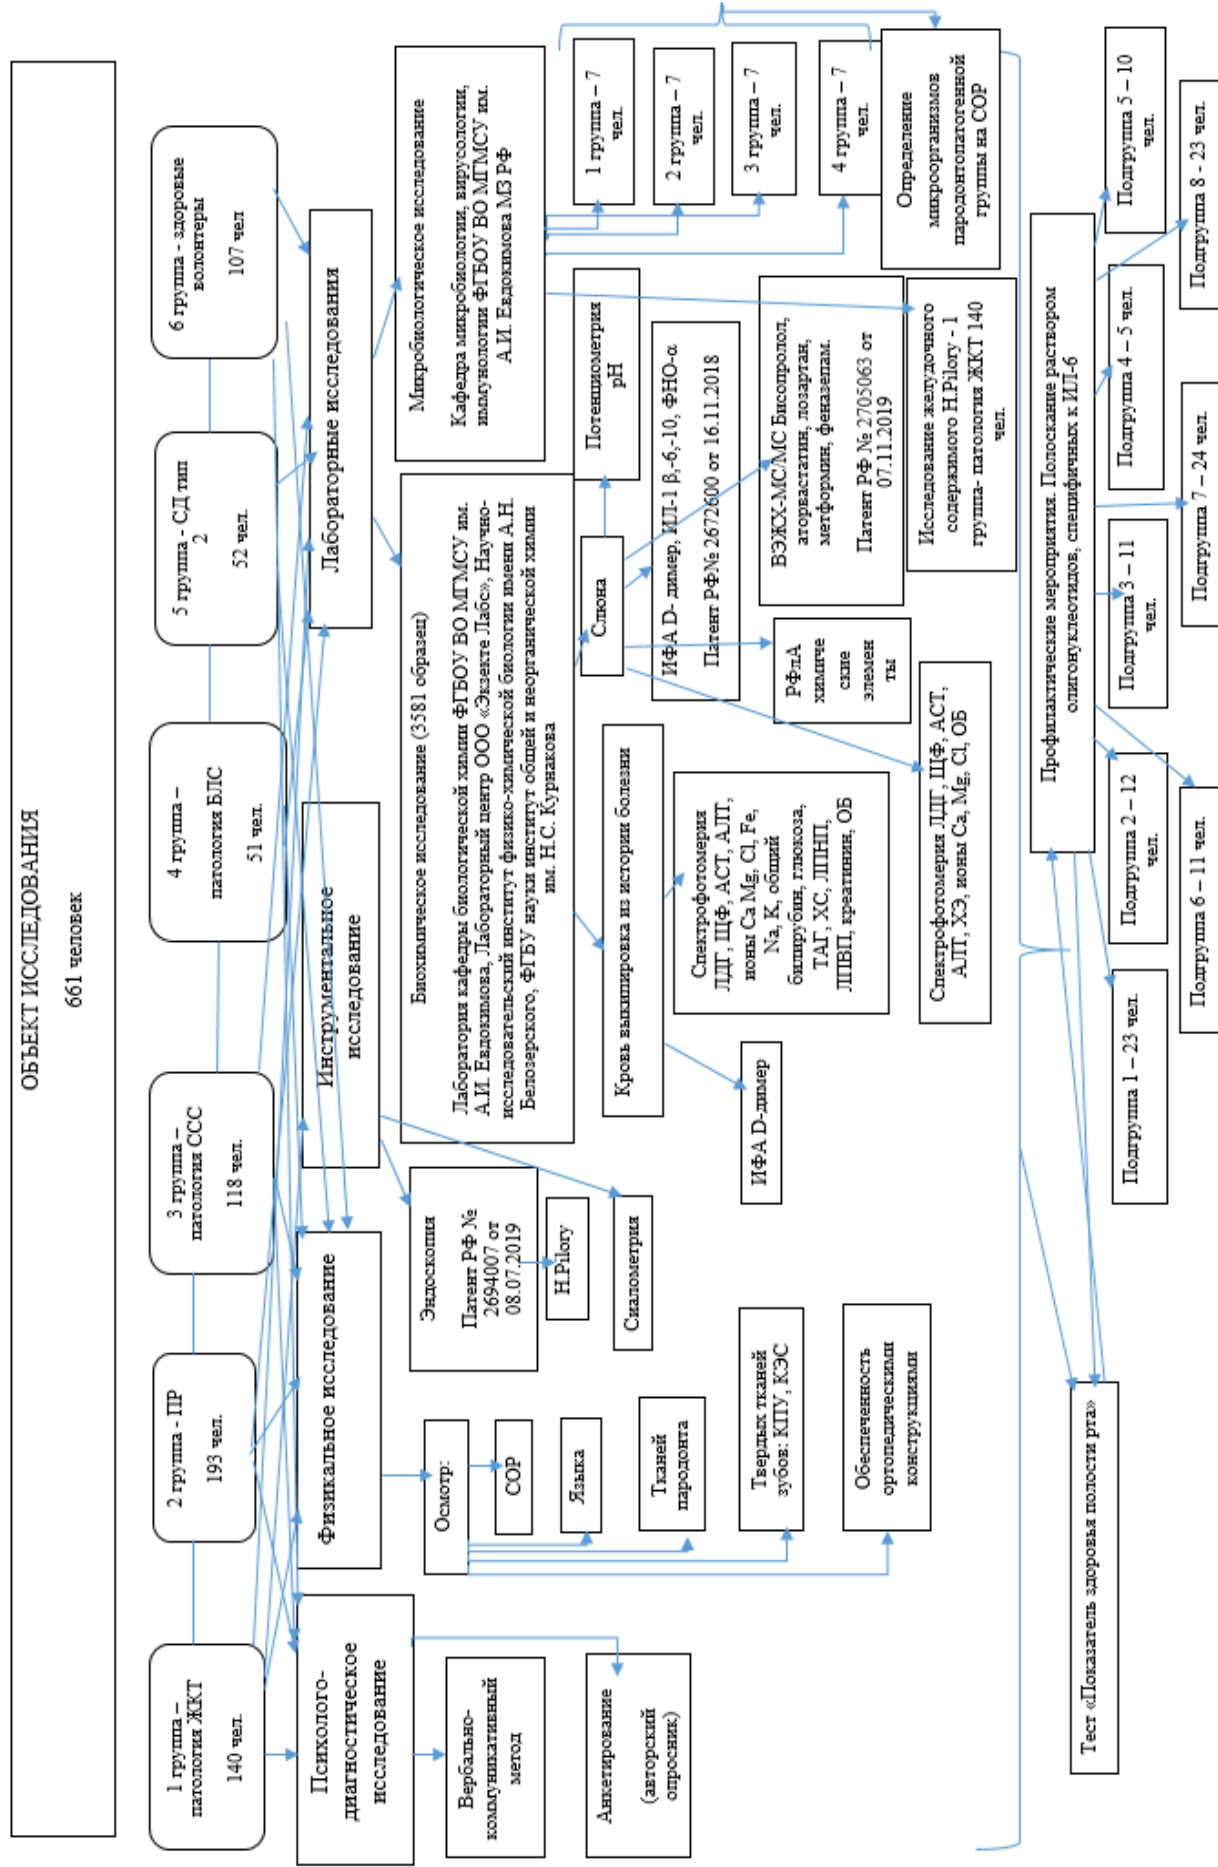 ОБЪЕКТ ИССЛЕДОВАНИЯ
661 человек
1 группа –
патология ЖКТ
140 чел.
2 группа - ПР
193 чел.
3 группа –
патология ССС
118 чел.
4 группа –
патология БЛС
51 чел.
5 группа - СД тип
2
52 чел.
6 группа - здоровые
волонтеры
107 чел
Психолого-
диагностическое
исследование
Физикальное исследование
Инструментальное
исследование
Лабораторные исследования
Вербально-
коммуникативный
метод
Анкетирование
(авторский
опросник)
Осмотр:
СОР
Языка
Тканей
пародонта
Твердых тканей
зубов: КПУ, КЭС
Обеспеченность
ортопедическими
конструкциями
Эндоскопия
Патент РФ №
2694007 от
08.07.2019
H.Pilory
Сиалометрия
Биохимическое исследование (3581 образец)
Лаборатория кафедры биологической химии ФГБОУ ВО МГМСУ им.
А.И. Евдокимова, Лабораторный центр ООО «Экзекте Лабс», Научно-
исследовательский институт физико-химической биологии имени А.Н.
Белозерского, ФГБУ науки институт общей и неорганической химии
им. Н.С. Курнакова
Микробиологическое исследование
Кафедра микробиологии, вирусологии,
иммунологии ФГБОУ ВО МГМСУ им.
А.И. Евдокимова МЗ РФ
Кровь выкипировка из истории болезни
ИФА D-димер
Спектрофотомерия
ЛДГ, ЩФ, АСТ, АЛТ,
ионы Ca Mg, Cl, Fe,
Na, K, общий
билирубин, глюкоза,
ТАГ, ХС, ЛПНП,
ЛПВП, креатинин, ОБ
Слюна
Потенциометрия
pH
ИФА D- димер, ИЛ-1 β,-6,-10, ФНО-α
Патент РФ№ 2672600 от 16.11.2018
РФлА
химиче
ские
элемен
ты
ВЭЖХ-МС/МС Бисопролол,
аторвастатин, лозартан,
метформин, феназепам.
Патент РФ № 2705063 от
07.11.2019
Спектрофотомерия ЛДГ, ЩФ, АСТ,
АЛТ, ХЭ, ионы Ca, Mg, Cl, ОБ
1 группа – 7
чел.
2 группа – 7
чел.
3 группа – 7
чел.
4 группа – 7
чел.
Определение
микроорганизмов
пародонтопатогенной
группы на СОР
Исследование желудочного
содержимого H.Pilory - 1
группа- патология ЖКТ 140
чел.
Тест «Показатель здоровья полости рта»
Профилактические мероприятия. Полоскание раствором
олигонуклеотидов, специфичных к ИЛ-6
Подгруппа 1 – 23 чел.
Подгруппа 2 – 12
чел.
Подгруппа 3 – 11
чел.
Подгруппа 4 – 5 чел.
Подгруппа 5 – 10
чел.
Подгруппа 6 – 11 чел.
Подгруппа 7 – 24 чел.
Подгруппа 8 - 23 чел.